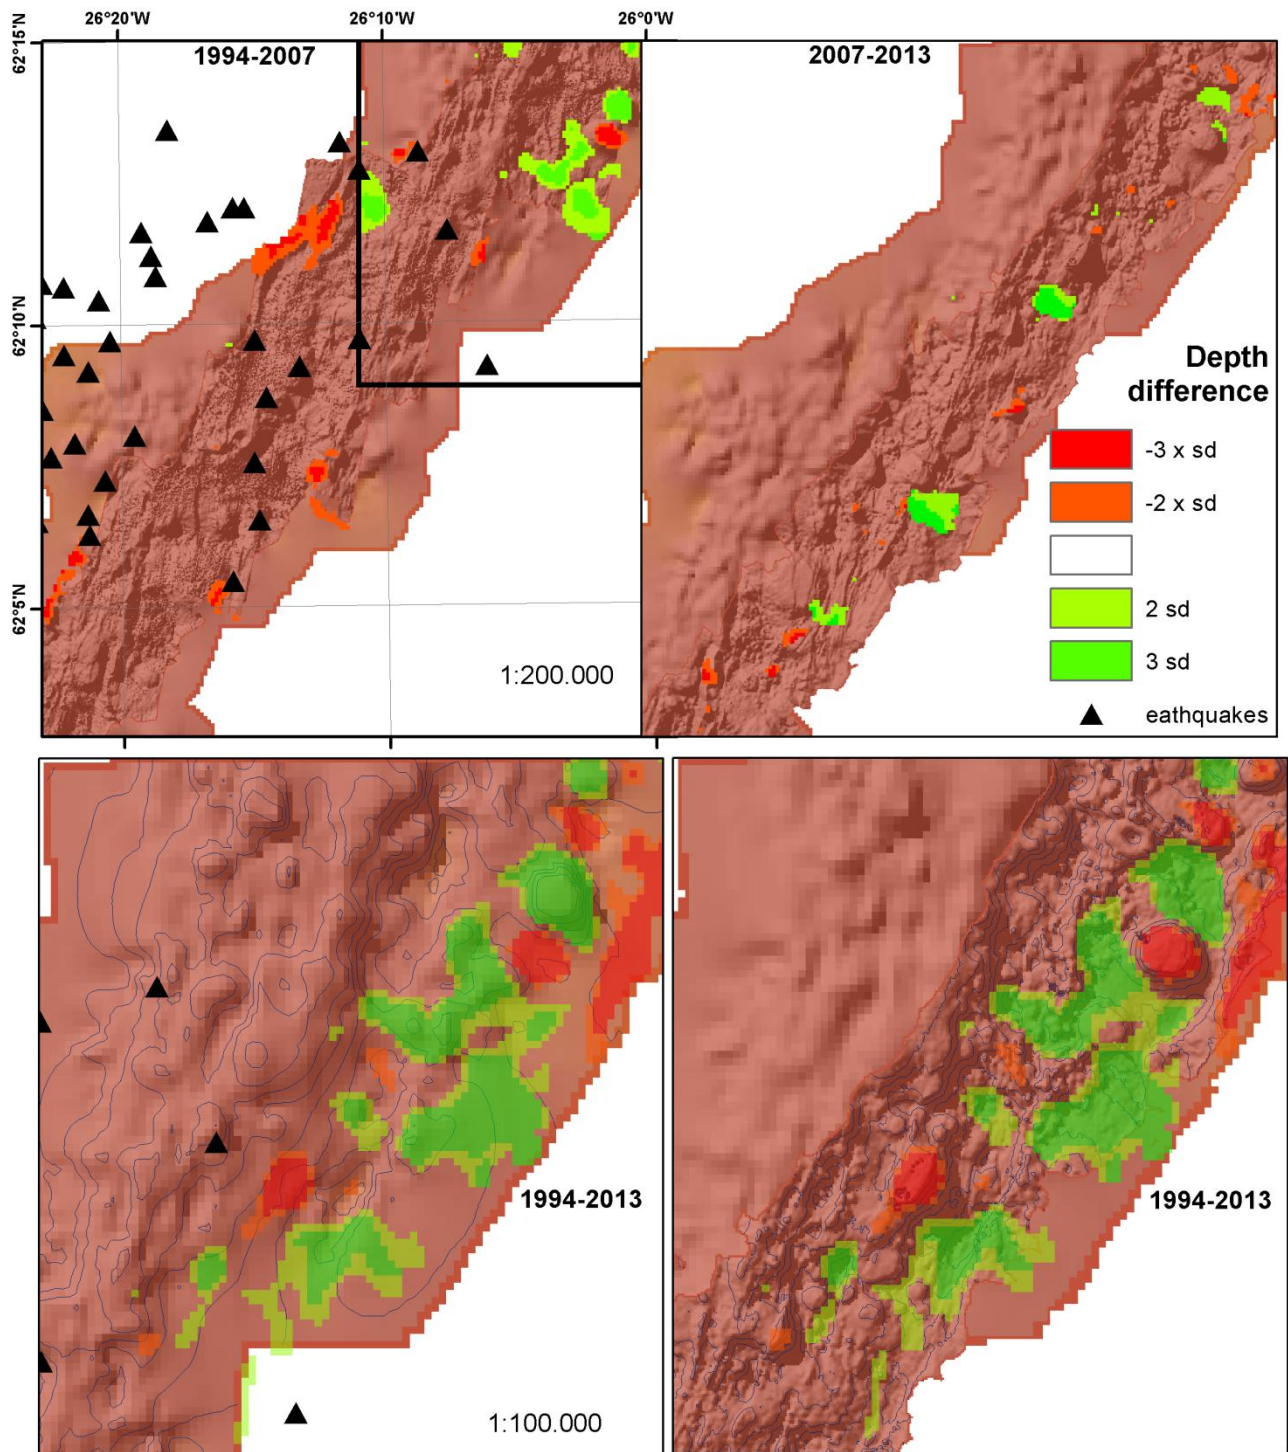 26°20'W
26°10'W
26°0'W
62°15'N
1994-2007
2007-2013
62°10'N
Depth
difference
-3 x sd
-2 x sd
2 sd
3 sd
eathquakes
62°5'N
1:200.000
1994-2013
1994-2013
1:100.000